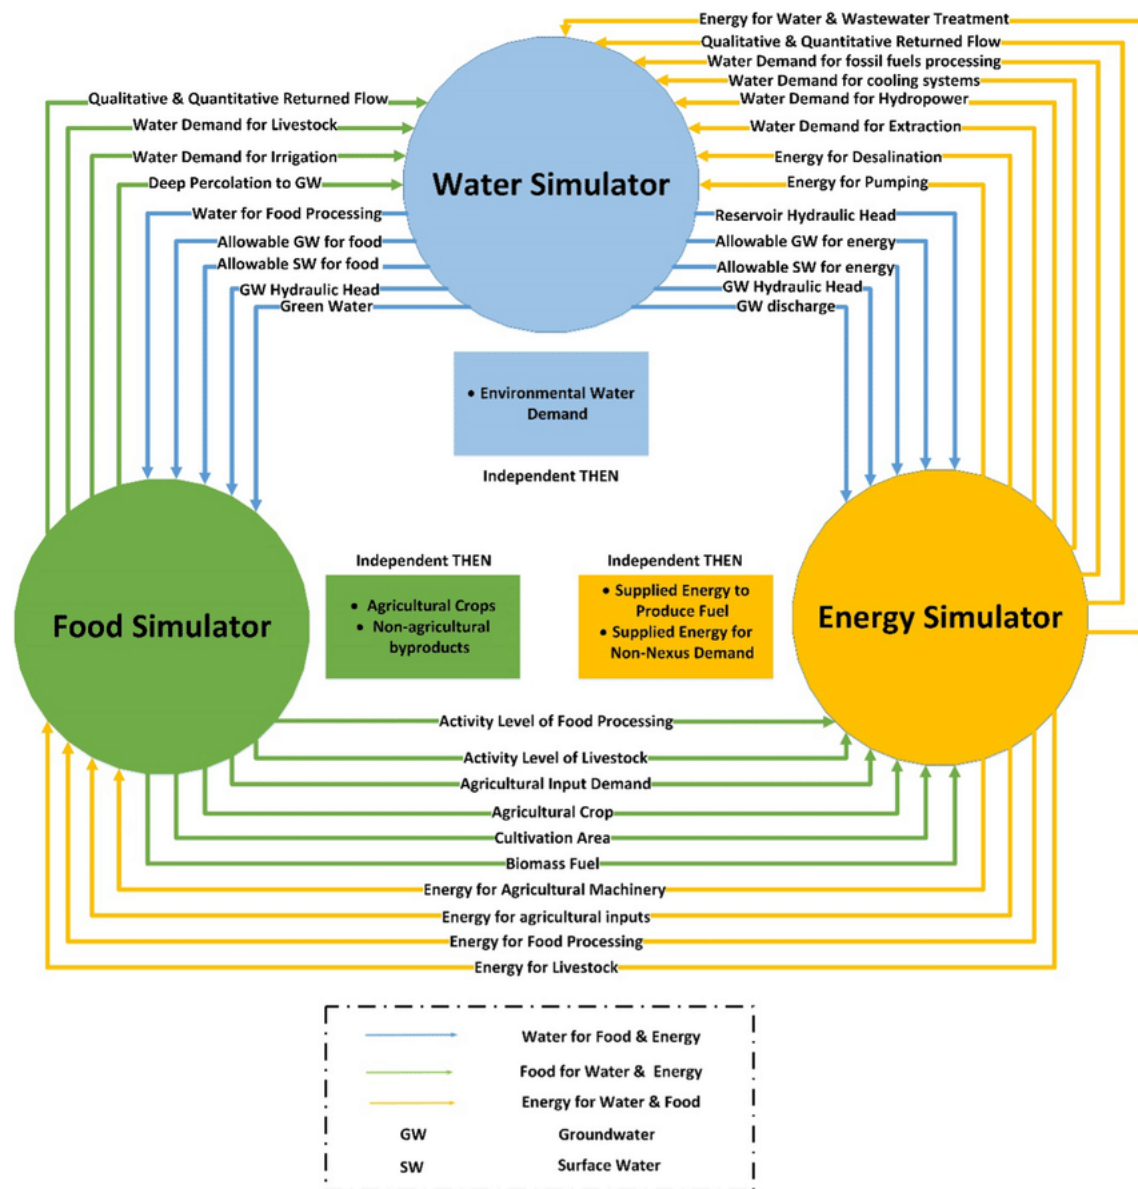 Energy for Water & Wastewater Treatment
Qualitative & Quantitative Returned Flow
Water Demand for fossil fuels processing
Water Demand for cooling systems
Water Demand for Hydropower
Water Demand for Extraction
Energy for Desalination
Energy for Pumping
Qualitative & Quantitative Returned Flow
Water Demand for Livestock
Water Demand for Irrigation
Deep Percolation to GW
Water Simulator
Water for Food Processing
Allowable GW for food
Allowable SW for food
GW Hydraulic Head
Green Water
Reservoir Hydraulic Head
Allowable GW for energy
Allowable SW for energy
GW Hydraulic Head
GW discharge
• Environmental Water
Demand
Independent THEN
Food Simulator
Independent THEN
• Agricultural Crops
• Non-agricultural
byproducts
Independent THEN
• Supplied Energy to
Produce Fuel
• Supplied Energy for
Non-Nexus Demand
Energy Simulator
Activity Level of Food Processing
Activity Level of Livestock
Agricultural Input Demand
Agricultural Crop
Cultivation Area
Biomass Fuel
Energy for Agricultural Machinery
Energy for agricultural inputs
Energy for Food Processing
Energy for Livestock
Water for Food & Energy
Food for Water & Energy
Energy for Water & Food
GW Groundwater
SW Surface Water